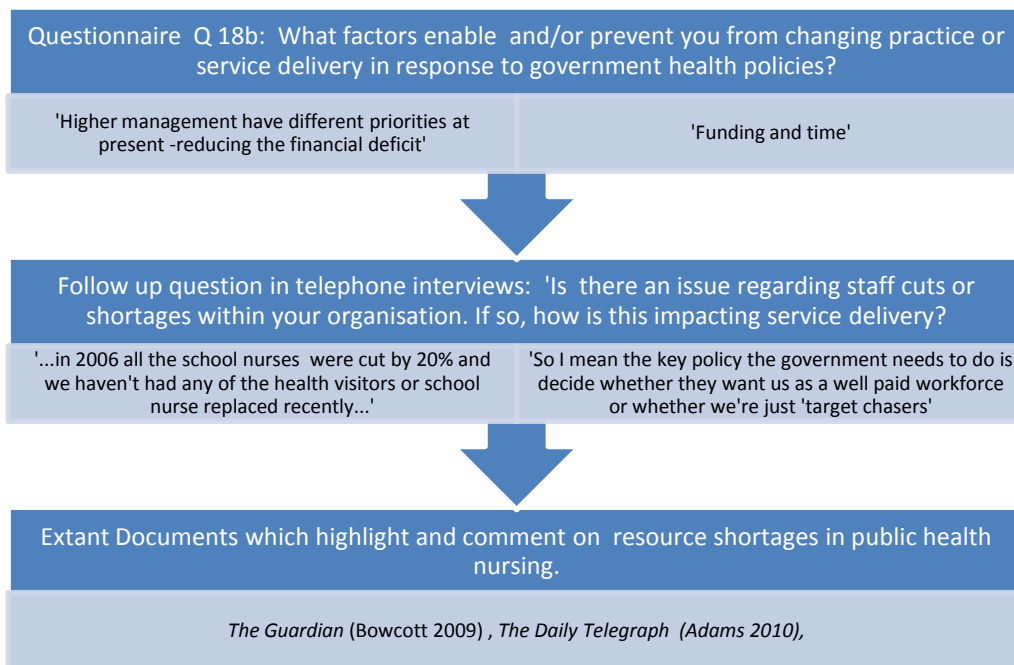 Questionnaire Q 18b: What factors enable and/or prevent you from changing practice or
service delivery in response to government health policies?
'Higher management have different priorities at
present -reducing the financial deficit'
'Funding and time'
Follow up question in telephone interviews: 'Is there an issue regarding staff cuts or
shortages within your organisation. If so, how is this impacting service delivery?
'...in 2006 all the school nurses were cut by 20% and
we haven't had any of the health visitors or school
nurse replaced recently...'
'So I mean the key policy the government needs to do is
decide whether they want us as a well paid workforce
or whether we're just 'target chasers'
Extant Documents which highlight and comment on resource shortages in public health
nursing.
The Guardian (Bowcott 2009) , The Daily Telegraph (Adams 2010),